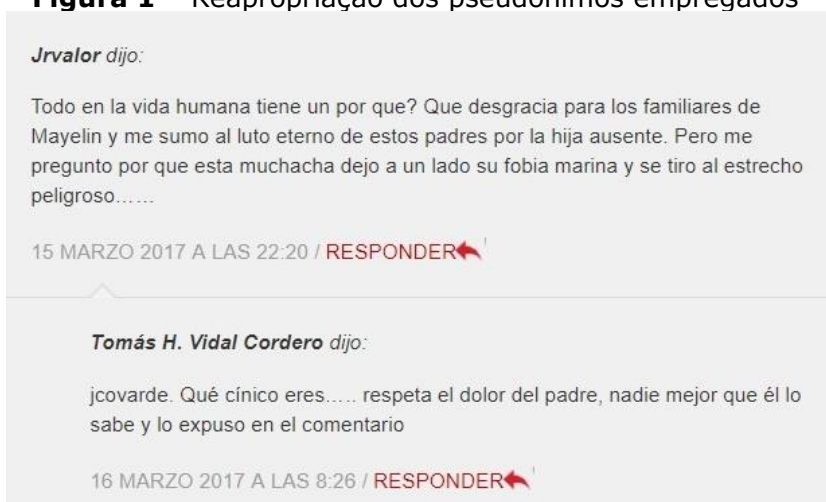 Figura 1 – Reapropriação dos pseudônimos empregados
Jrvalor dijo:
Todo en la vida humana tiene un por que? Que desgracia para los familiares de
Mayelin y me sumo al luto eterno de estos padres por la hija ausente. Pero me
pregunto por que esta muchacha dejo a un lado su fobia marina y se tiro al estrecho
peligroso......
15 MARZO 2017 A LAS 22:20 / RESPONDER
Tomás H. Vidal Cordero dijo:
jcovarde. Qué cínico eres..... respeta el dolor del padre, nadie mejor que él lo
sabe y lo expuso en el comentario
16 MARZO 2017 A LAS 8:26 / RESPONDER